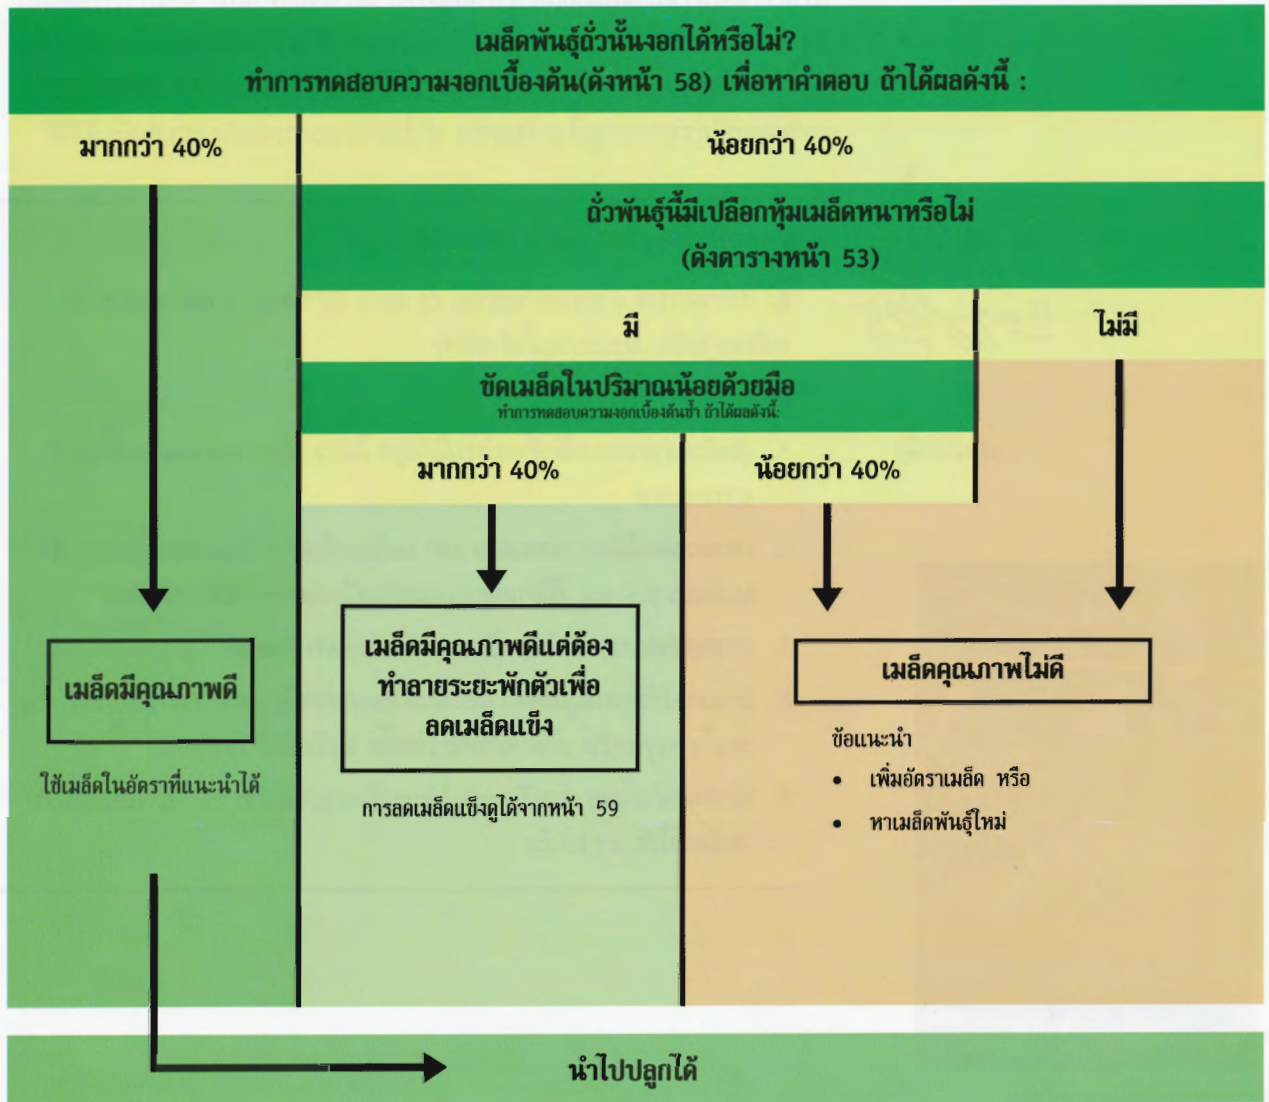 เมล็ดพันธุ์ถั่วนั้นงอกได้หรือไม่?
ทำการทดสอบความงอกเบื้องต้น(ดังหน้า 58) เพื่อหาคำตอบ ถ้าได้ผลดังนี้ :
มากกว่า 40%
น้อยกว่า 40%
ถั่วพันธุ์นี้มีเปลือกหุ้มเมล็ดหนาหรือไม่
(ดังตารางหน้า 53)
มี
ไม่มี
ขัดเมล็ดในปริมาณน้อยด้วยมือ
ทำการทดสอบความงอกเบื้องต้นซ้ำ ถ้าได้ผลดังนี้:
มากกว่า 40%
น้อยกว่า 40%
เมล็ดมีคุณภาพดี
ใช้เมล็ดในอัตราที่แนะนำได้
เมล็ดมีคุณภาพดีแต่ต้อง
ทำลายระยะพักตัวเพื่อ
ลดเมล็ดแข็ง
การลดเมล็ดแข็งดูได้จากหน้า 59
เมล็ดคุณภาพไม่ดี
ข้อแนะนำ
• เพิ่มอัตราเมล็ด หรือ
• หาเมล็ดพันธุ์ใหม่
นำไปปลูกได้